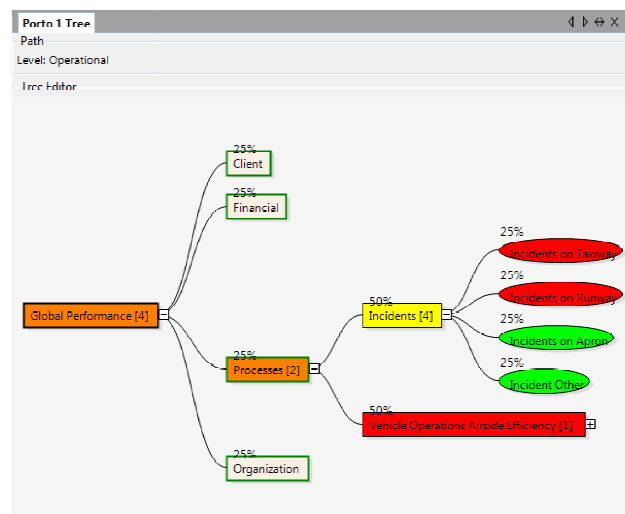 Porto 1 Tree
Path
Level: Operational
Tree Editor
25%
Client
25%
Financial
Global Performance [4]
25%
Processes [2]
25%
Organization
50%
Incidents [4]
50%
Vehicle Operations Airside Efficiency [1]
25%
Incidents on Taxiway
25%
Incidents on Runway
25%
Incidents on Apron
25%
Incident Other